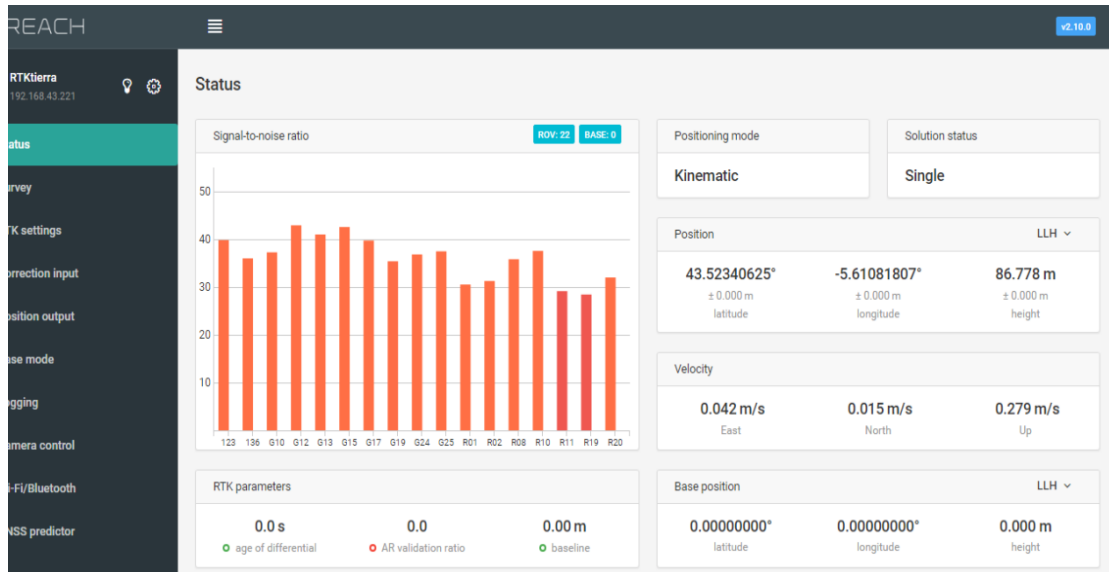 REACH
v2.10.0
RTKtierra
192.168.43.221
atus
urvey
TK settings
orrection input
osition output
ase mode
ogging
amera control
i-Fi/Bluetooth
NSS predictor
Status
Signal-to-noise ratio ROV: 22 BASE: 0
50
40
30
20
10
123 136 G10 G12 G13 G15 G17 G19 G24 G25 R01 R02 R08 R10 R11 R19 R20
Positioning mode
Kinematic
Solution status
Single
Position LLH
43.52340625° -5.61081807° 86.778 m
± 0.000 m ± 0.000 m ± 0.000 m
latitude longitude height
Velocity
0.042 m/s 0.015 m/s 0.279 m/s
East North Up
RTK parameters
0.0 s 0.0 0.00 m
age of differential AR validation ratio baseline
Base position LLH
0.00000000° 0.00000000° 0.000 m
latitude longitude height